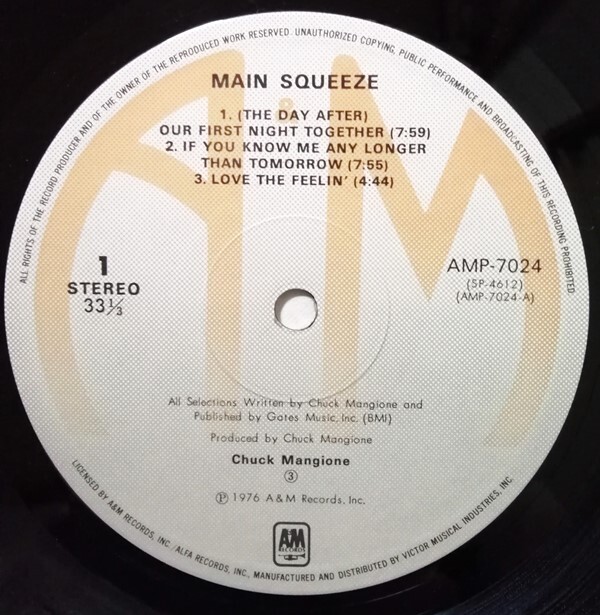 ALL RIGHTS OF THE RECORD PRODUCER AND OF THE OWNER OF THE REPRODUCED WORK RESERVED. UNAUTHORIZED COPYING, PUBLIC PERFORMANCE AND BROADCASTING OF THIS RECORDING PROHIBITED
MAIN SQUEEZE
1. (THE DAY AFTER)
OUR FIRST NIGHT TOGETHER (7:59)
2. IF YOU KNOW ME ANY LONGER
THAN TOMORROW (7:55)
3. LOVE THE FEELIN' (4:44)
1
STEREO
33⅓
AMP-7024
(SP-4612)
(AMP-7024-A)
All Selections Written by Chuck Mangione and
Published by Gates Music, Inc. (BMI)
Produced by Chuck Mangione
Chuck Mangione
③
℗ 1976 A & M Records, Inc.
A&M
RECORDS
LICENSED BY A&M RECORDS, INC./ALFA RECORDS, INC., MANUFACTURED AND DISTRIBUTED BY VICTOR MUSICAL INDUSTRIES, INC.